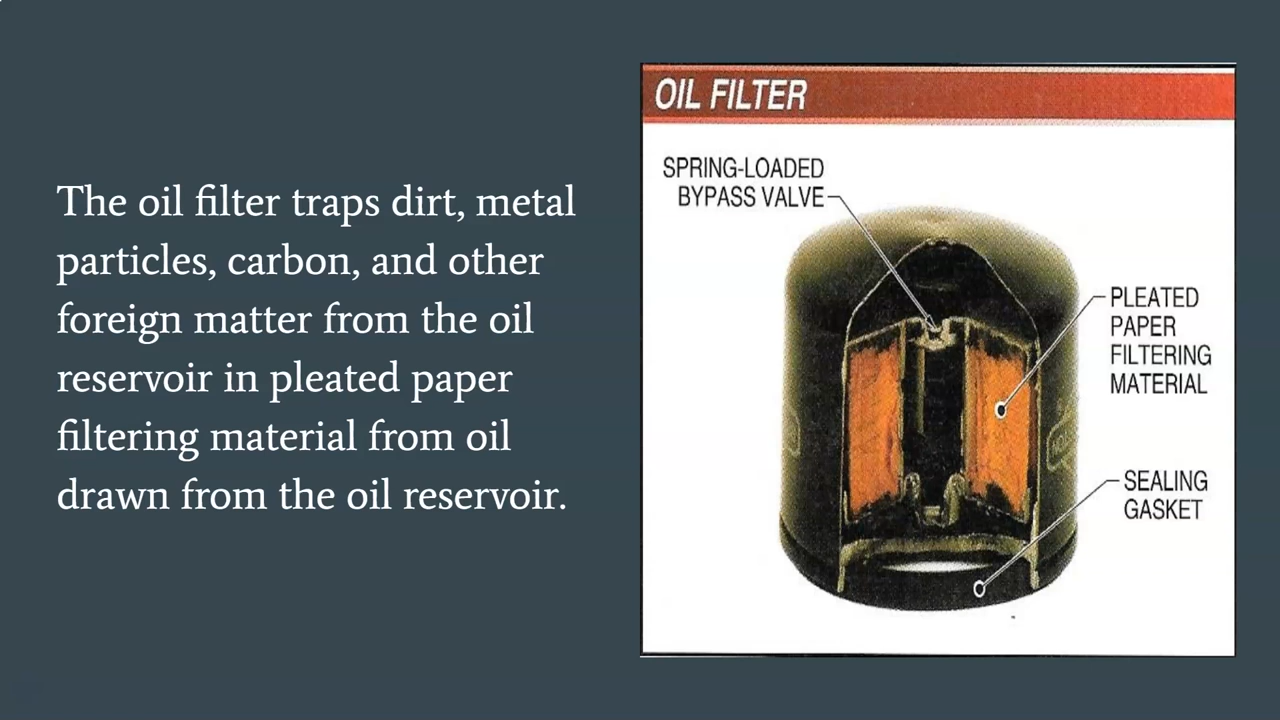 The oil filter traps dirt, metal
particles, carbon, and other
foreign matter from the oil
reservoir in pleated paper
filtering material from oil
drawn from the oil reservoir.
OIL FILTER
SPRING-LOADED
BYPASS VALVE
PLEATED
PAPER
FILTERING
MATERIAL
SEALING
GASKET